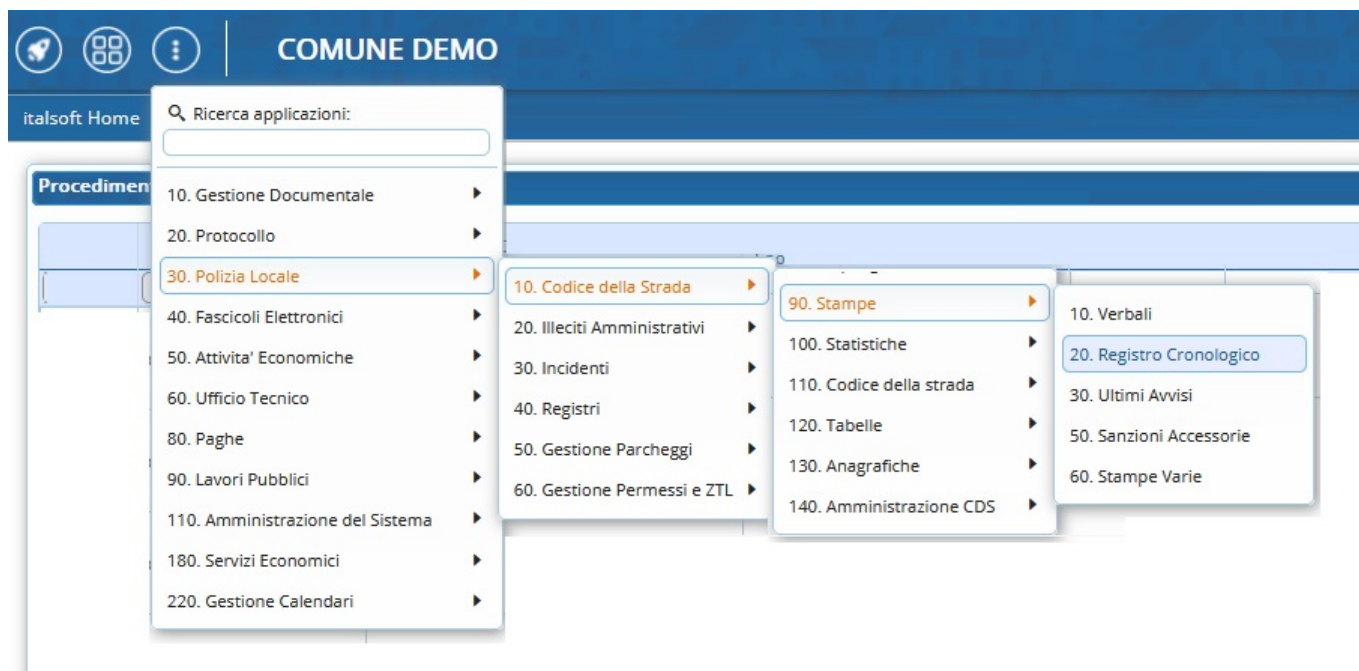 COMUNE DEMO
italsoft Home
Ricerca applicazioni:
10. Gestione Documentale
20. Protocollo
30. Polizia Locale
40. Fascicoli Elettronici
50. Attivita' Economiche
60. Ufficio Tecnico
80. Paghe
90. Lavori Pubblici
110. Amministrazione del Sistema
180. Servizi Economici
220. Gestione Calendari
10. Codice della Strada
20. Illeciti Amministrativi
30. Incidenti
40. Registri
50. Gestione Parcheggi
60. Gestione Permessi e ZTL
90. Stampe
100. Statistiche
110. Codice della strada
120. Tabelle
130. Anagrafiche
140. Amministrazione CDS
10. Verbali
20. Registro Cronologico
30. Ultimi Avvisi
50. Sanzioni Accessorie
60. Stampe Varie